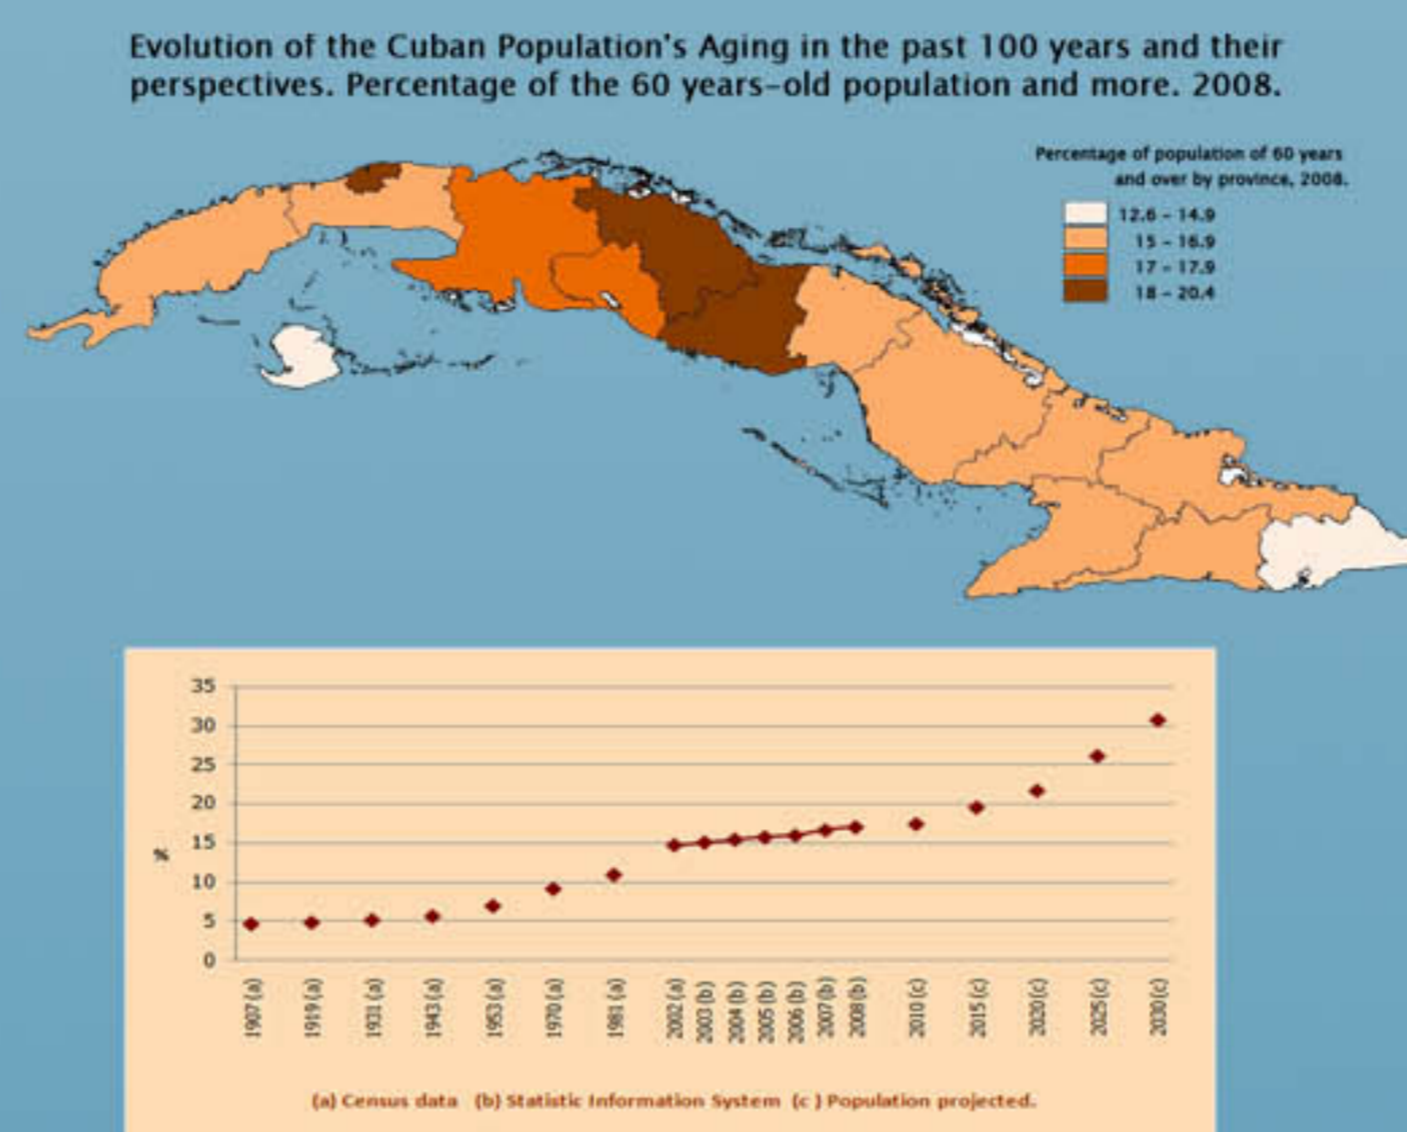 Evolution of the Cuban Population's Aging in the past 100 years and their
perspectives. Percentage of the 60 years-old population and more. 2008.
Percentage of population of 60 years
and over by province, 2008.
12.6 - 14.9
15 - 16.9
17 - 17.9
18 - 20.4
35
30
25
20
15
10
5
0
%
1907 (a)
1919 (a)
1931 (a)
1943 (a)
1953 (a)
1970 (a)
1981 (a)
2002 (a)
2003 (b)
2004 (b)
2005 (b)
2006 (b)
2007 (b)
2008 (b)
2010 (c)
2015 (c)
2020 (c)
2025 (c)
2030 (c)
(a) Census data (b) Statistic Information System (c ) Population projected.